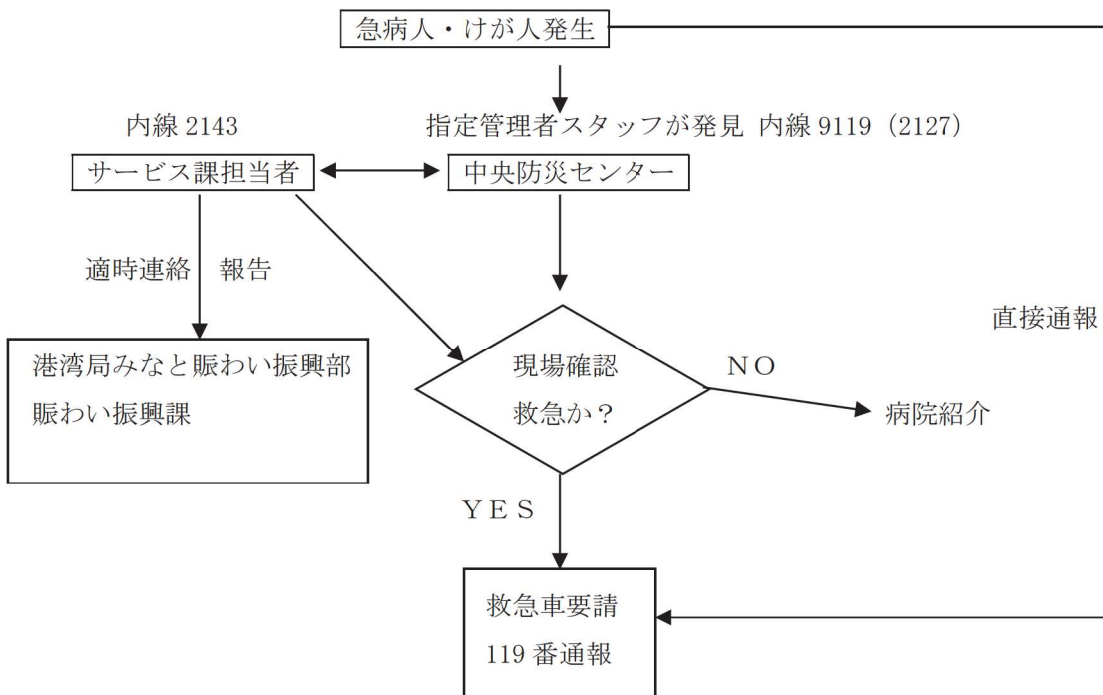 急病人・けが人発生
内線 2143
指定管理者スタッフが発見 内線 9119（2127）
サービス課担当者
中央防災センター
適時連絡 報告
直接通報
港湾局みなと賑わい振興部
賑わい振興課
現場確認
救急か？
ＮＯ
病院紹介
ＹＥＳ
救急車要請
119 番通報